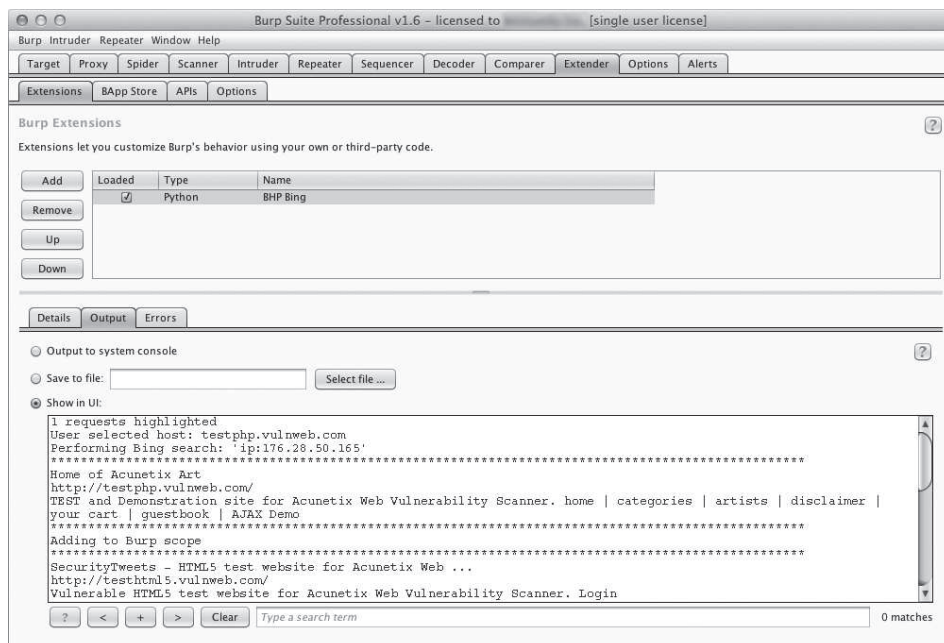 Burp Suite Professional v1.6 – licensed to [single user license]
Burp Intruder Repeater Window Help
Target Proxy Spider Scanner Intruder Repeater Sequencer Decoder Comparer Extender Options Alerts
Extensions BApp Store APIs Options
Burp Extensions
?
Extensions let you customize Burp's behavior using your own or third-party code.
Add
Remove
Up
Down
Loaded Type Name
Python BHP Bing
Details Output Errors
Output to system console
?
Save to file: Select file ...
Show in UI:
1 requests highlighted
User selected host: testphp.vulnweb.com
Performing Bing search: 'ip:176.28.50.165'
****************************************************************************************************
Home of Acunetix Art
http://testphp.vulnweb.com/
TEST and Demonstration site for Acunetix Web Vulnerability Scanner. home | categories | artists | disclaimer |
your cart | guestbook | AJAX Demo
****************************************************************************************************
Adding to Burp scope
****************************************************************************************************
SecurityTweets - HTML5 test website for Acunetix Web ...
http://testhtml5.vulnweb.com/
Vulnerable HTML5 test website for Acunetix Web Vulnerability Scanner. Login
? < + > Clear Type a search term 0 matches